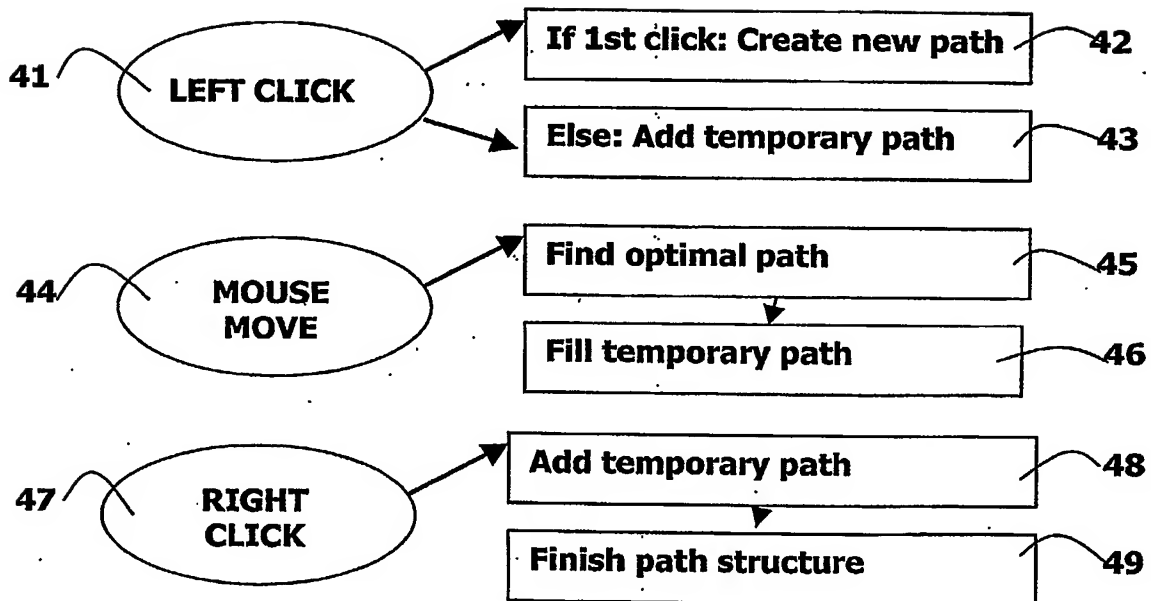 If 1st click: Create new path
42
41
LEFT CLICK
Else: Add temporary path
43
Find optimal path
45
44
MOUSE
MOVE
Fill temporary path
46
Add temporary path
48
47
RIGHT
CLICK
Finish path structure
49